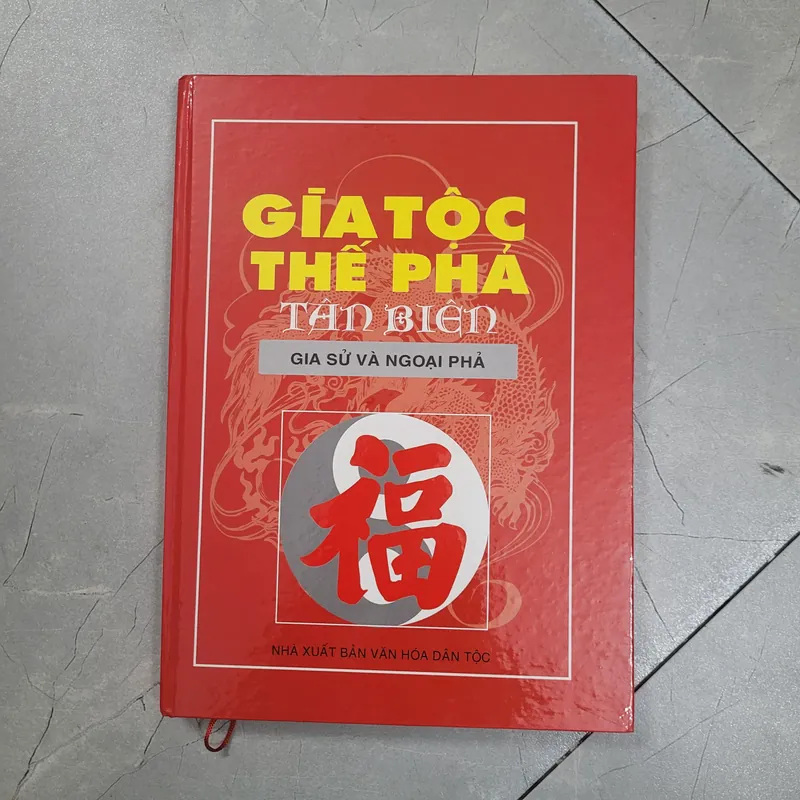 GIA TỘC
THẾ PHẢ
TÂN BIÊN
GIA SỬ VÀ NGOẠI PHẢ
福
NHÀ XUẤT BẢN VĂN HÓA DÂN TỘC